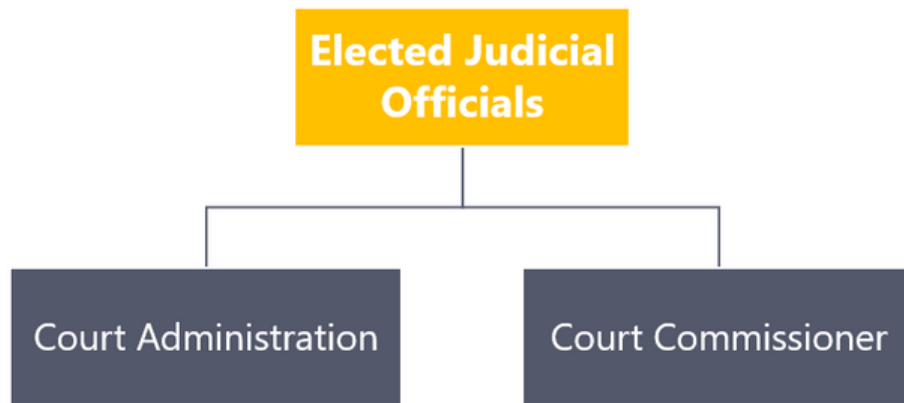 Elected Judicial
Officials
Court Administration
Court Commissioner